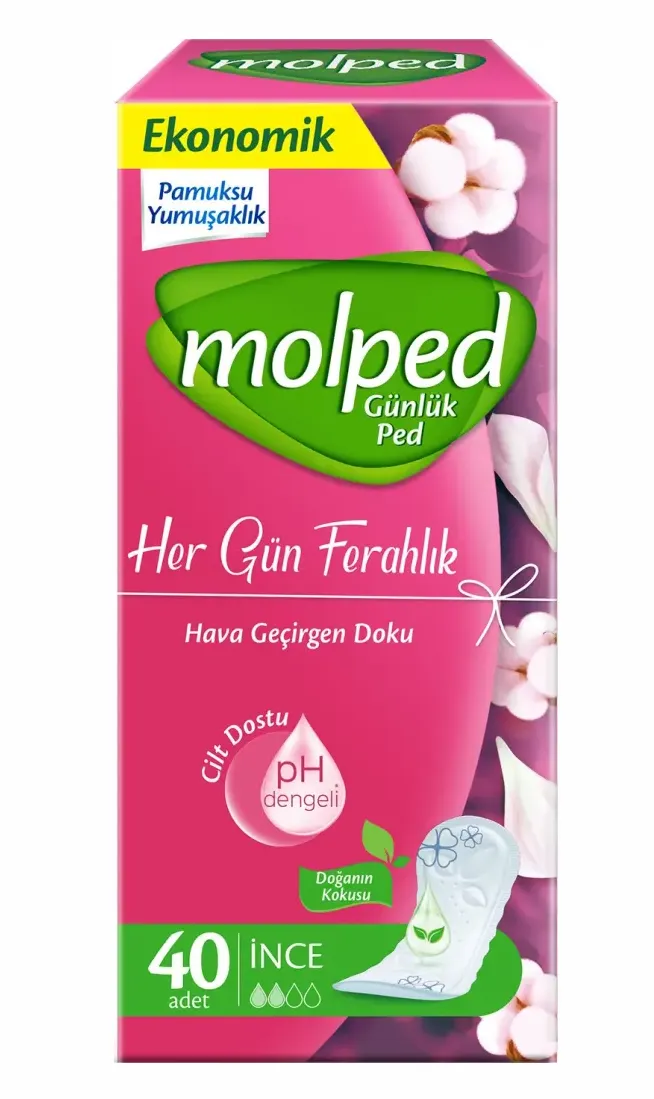 molped
Ekonomik
Pamuksu
Yumuşaklık
molped
Günlük
Ped
Her Gün Ferahlık
Hava Geçirgen Doku
Cilt Dostu
pH
dengeli
Doğanın
Kokusu
40
adet
İNCE